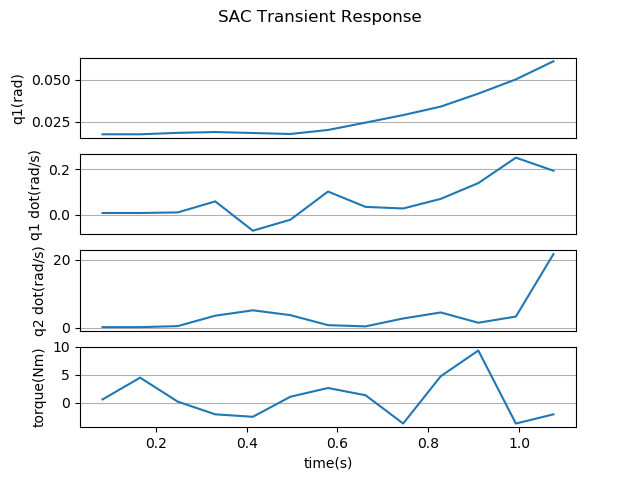 SAC Transient Response
q1(rad)
0.050
0.025
q1 dot(rad/s)
0.2
0.0
q2 dot(rad/s)
20
0
torque(Nm)
10
5
0
0.2 0.4 0.6 0.8 1.0
time(s)